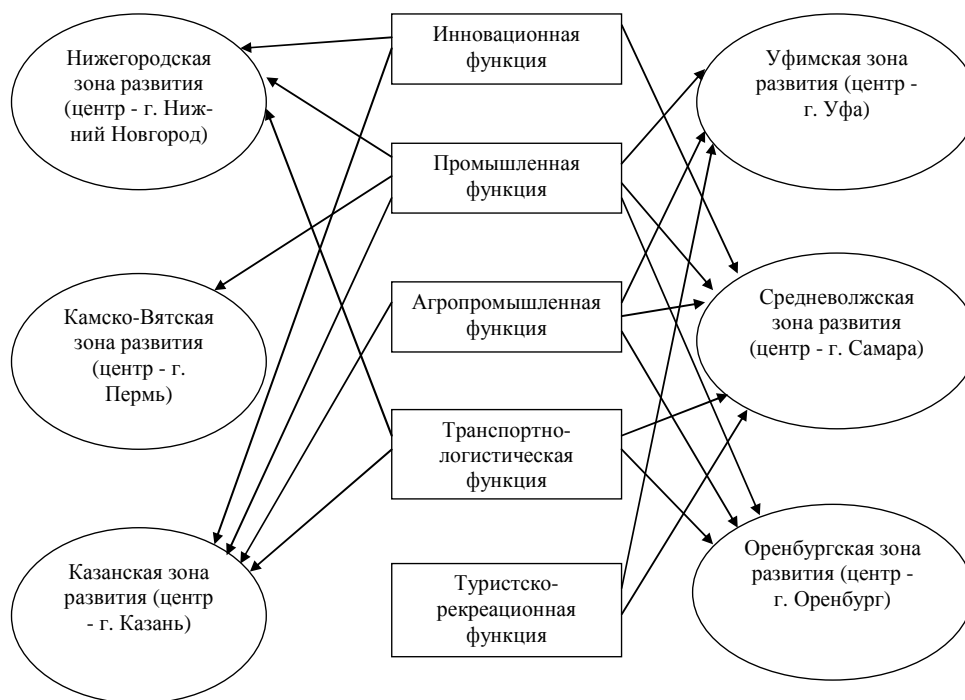 Нижегородская
зона развития
(центр - г. Ниж-
ний Новгород)
Инновационная
функция
Уфимская зона
развития (центр -
г. Уфа)
Промышленная
функция
Камско-Вятская
зона развития
(центр - г.
Пермь)
Агропромышленная
функция
Средневолжская
зона развития
(центр - г. Самара)
Транспортно-
логистическая
функция
Казанская зона
развития (центр
- г. Казань)
Туристско-
рекреационная
функция
Оренбургская зона
развития (центр -
г. Оренбург)